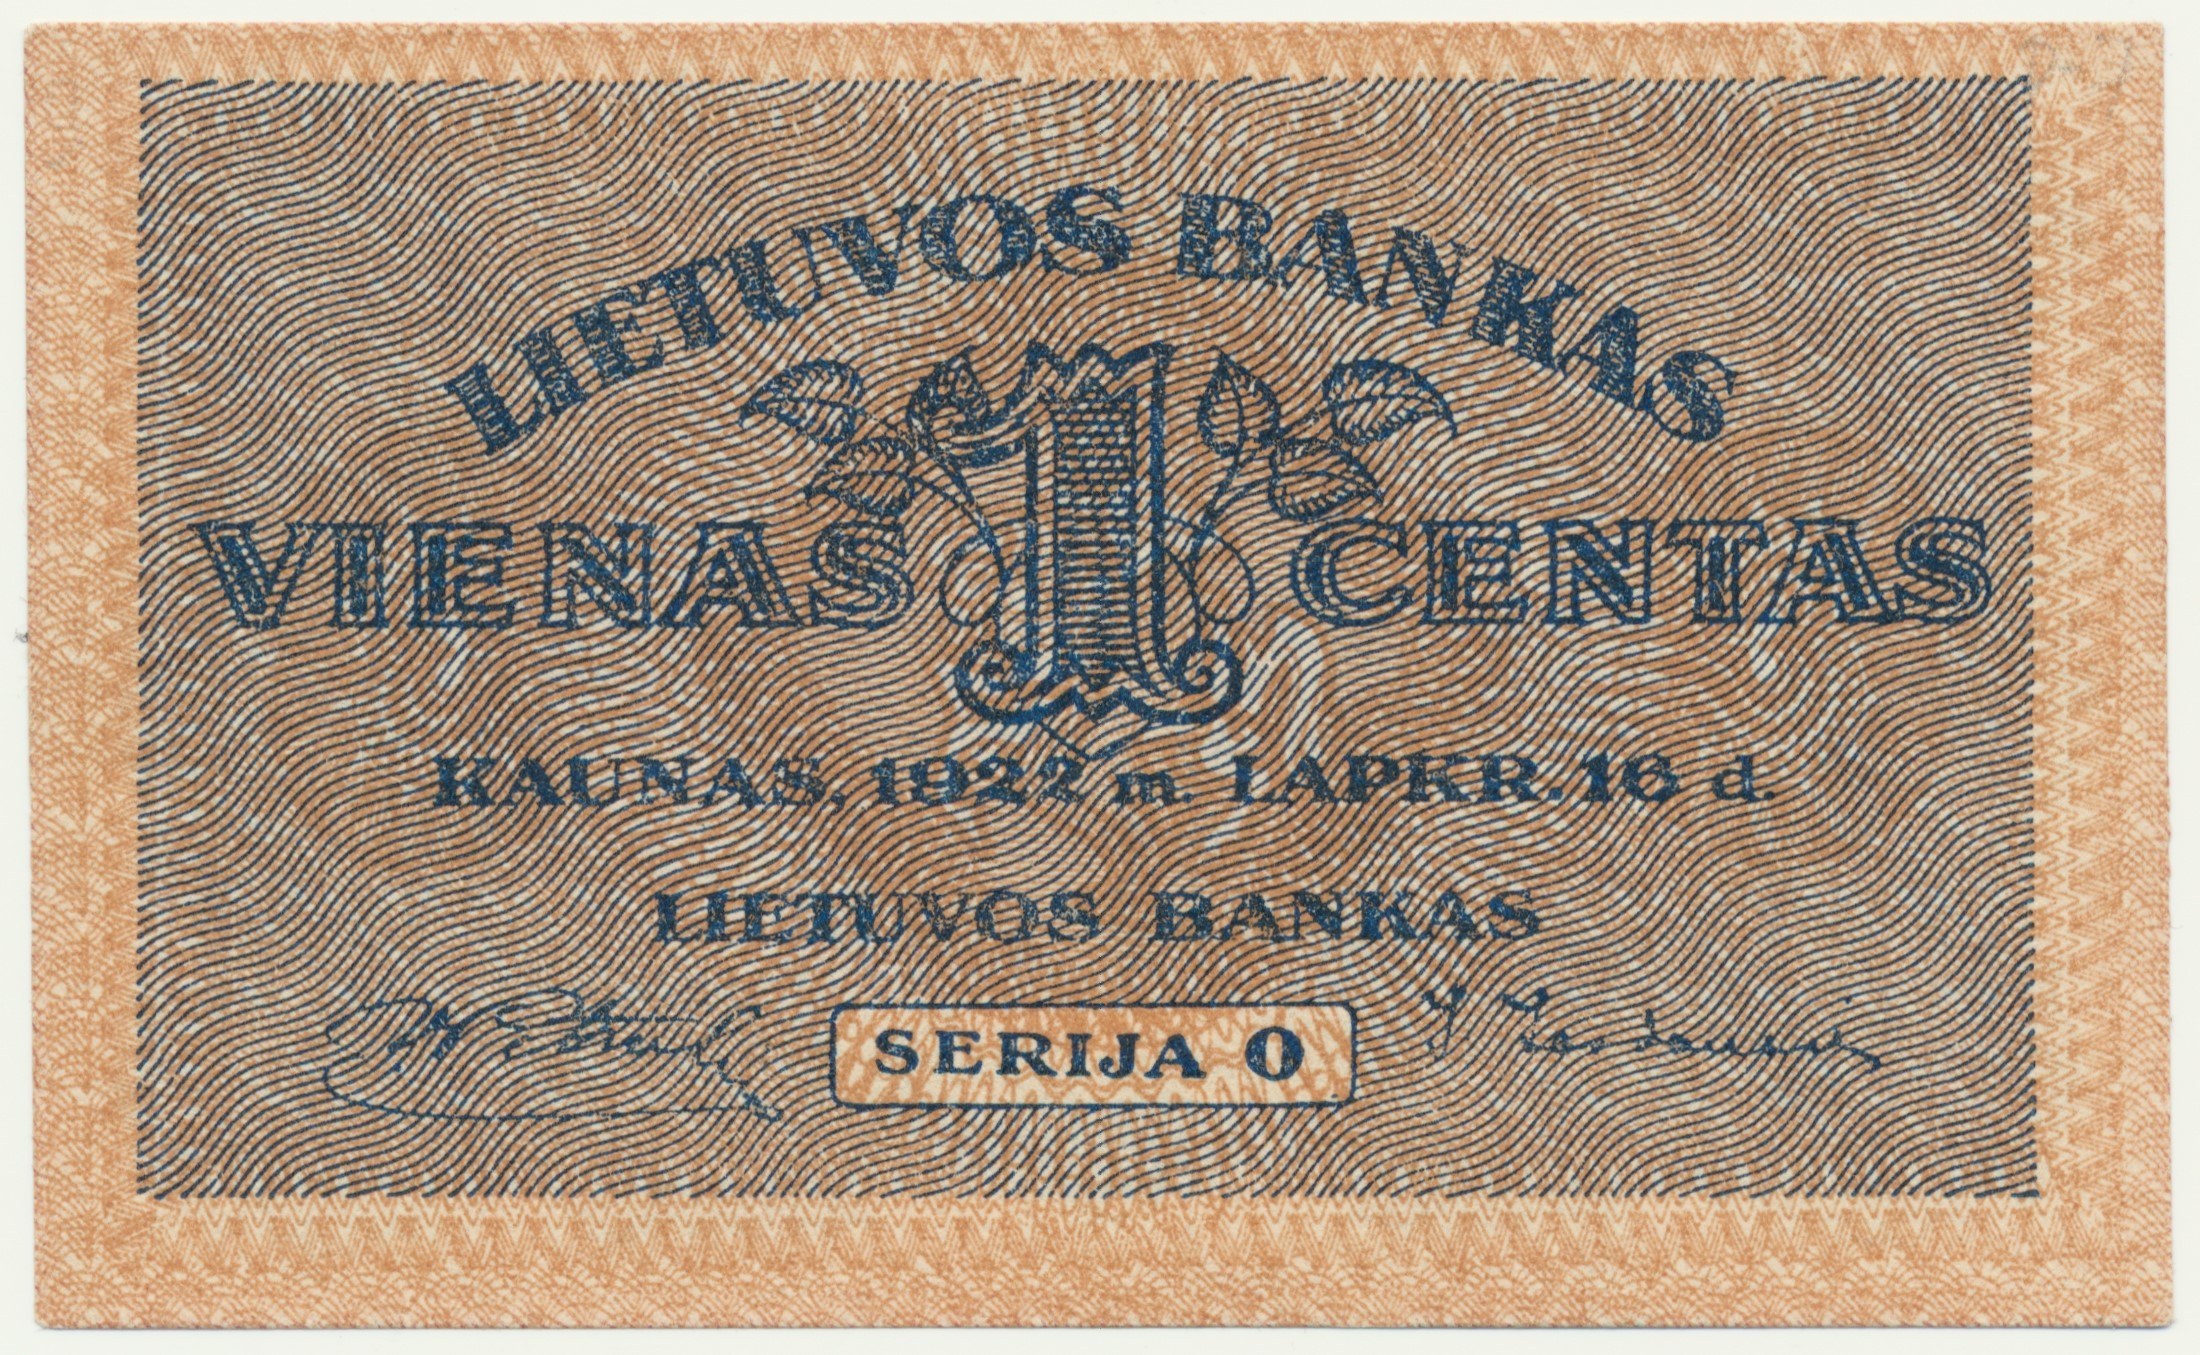 LIETUVOS BANKAS
1
VIENAS CENTAS
KAUNAS, 1922 m. LAPKR. 16 d.
LIETUVOS BANKAS
SERIJA O